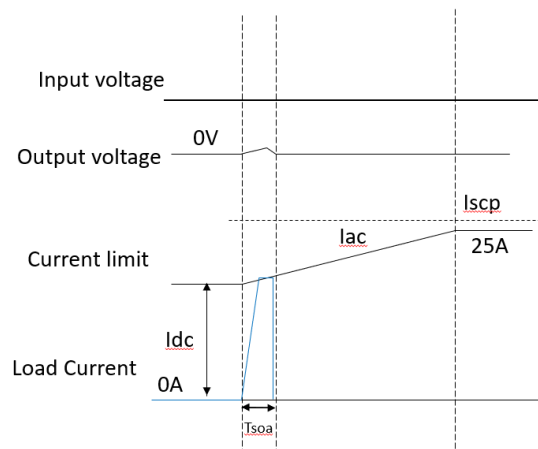 Input voltage
0V
Output voltage
Iscp
Iac
25A
Current limit
Idc
Load Current
0A
Tsoa